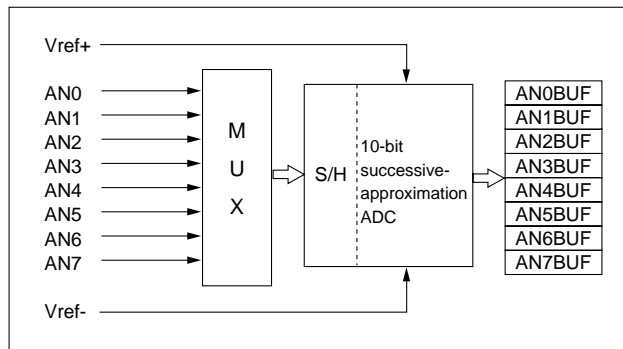 Vref+
AN0
AN1
AN2
AN3
AN4
AN5
AN6
AN7
Vref-
M
U
X
S/H
10-bit
successive-
approximation
ADC
AN0BUF
AN1BUF
AN2BUF
AN3BUF
AN4BUF
AN5BUF
AN6BUF
AN7BUF